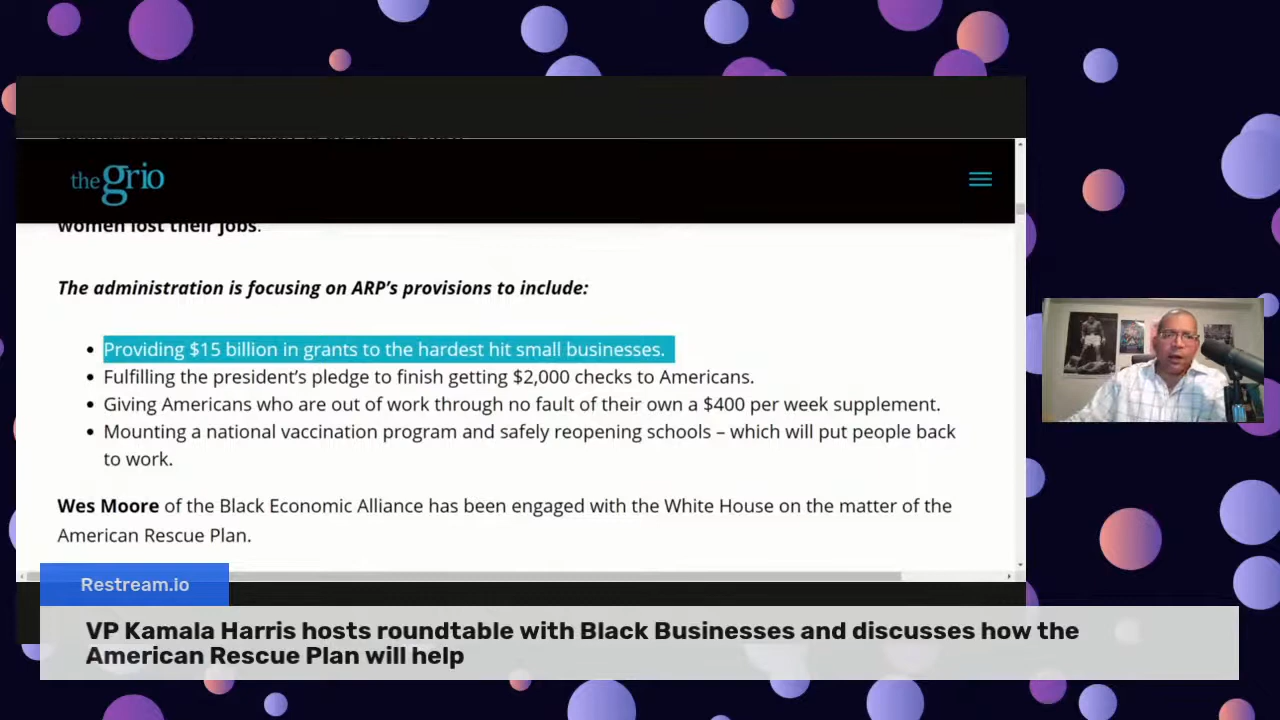 the grio
women lost their jobs.
The administration is focusing on ARP's provisions to include:
Providing $15 billion in grants to the hardest hit small businesses.
Fulfilling the president's pledge to finish getting $2,000 checks to Americans.
Giving Americans who are out of work through no fault of their own a $400 per week supplement.
Mounting a national vaccination program and safely reopening schools – which will put people back
to work.
Wes Moore of the Black Economic Alliance has been engaged with the White House on the matter of the
American Rescue Plan.
Restream.io
VP Kamala Harris hosts roundtable with Black Businesses and discusses how the
American Rescue Plan will help